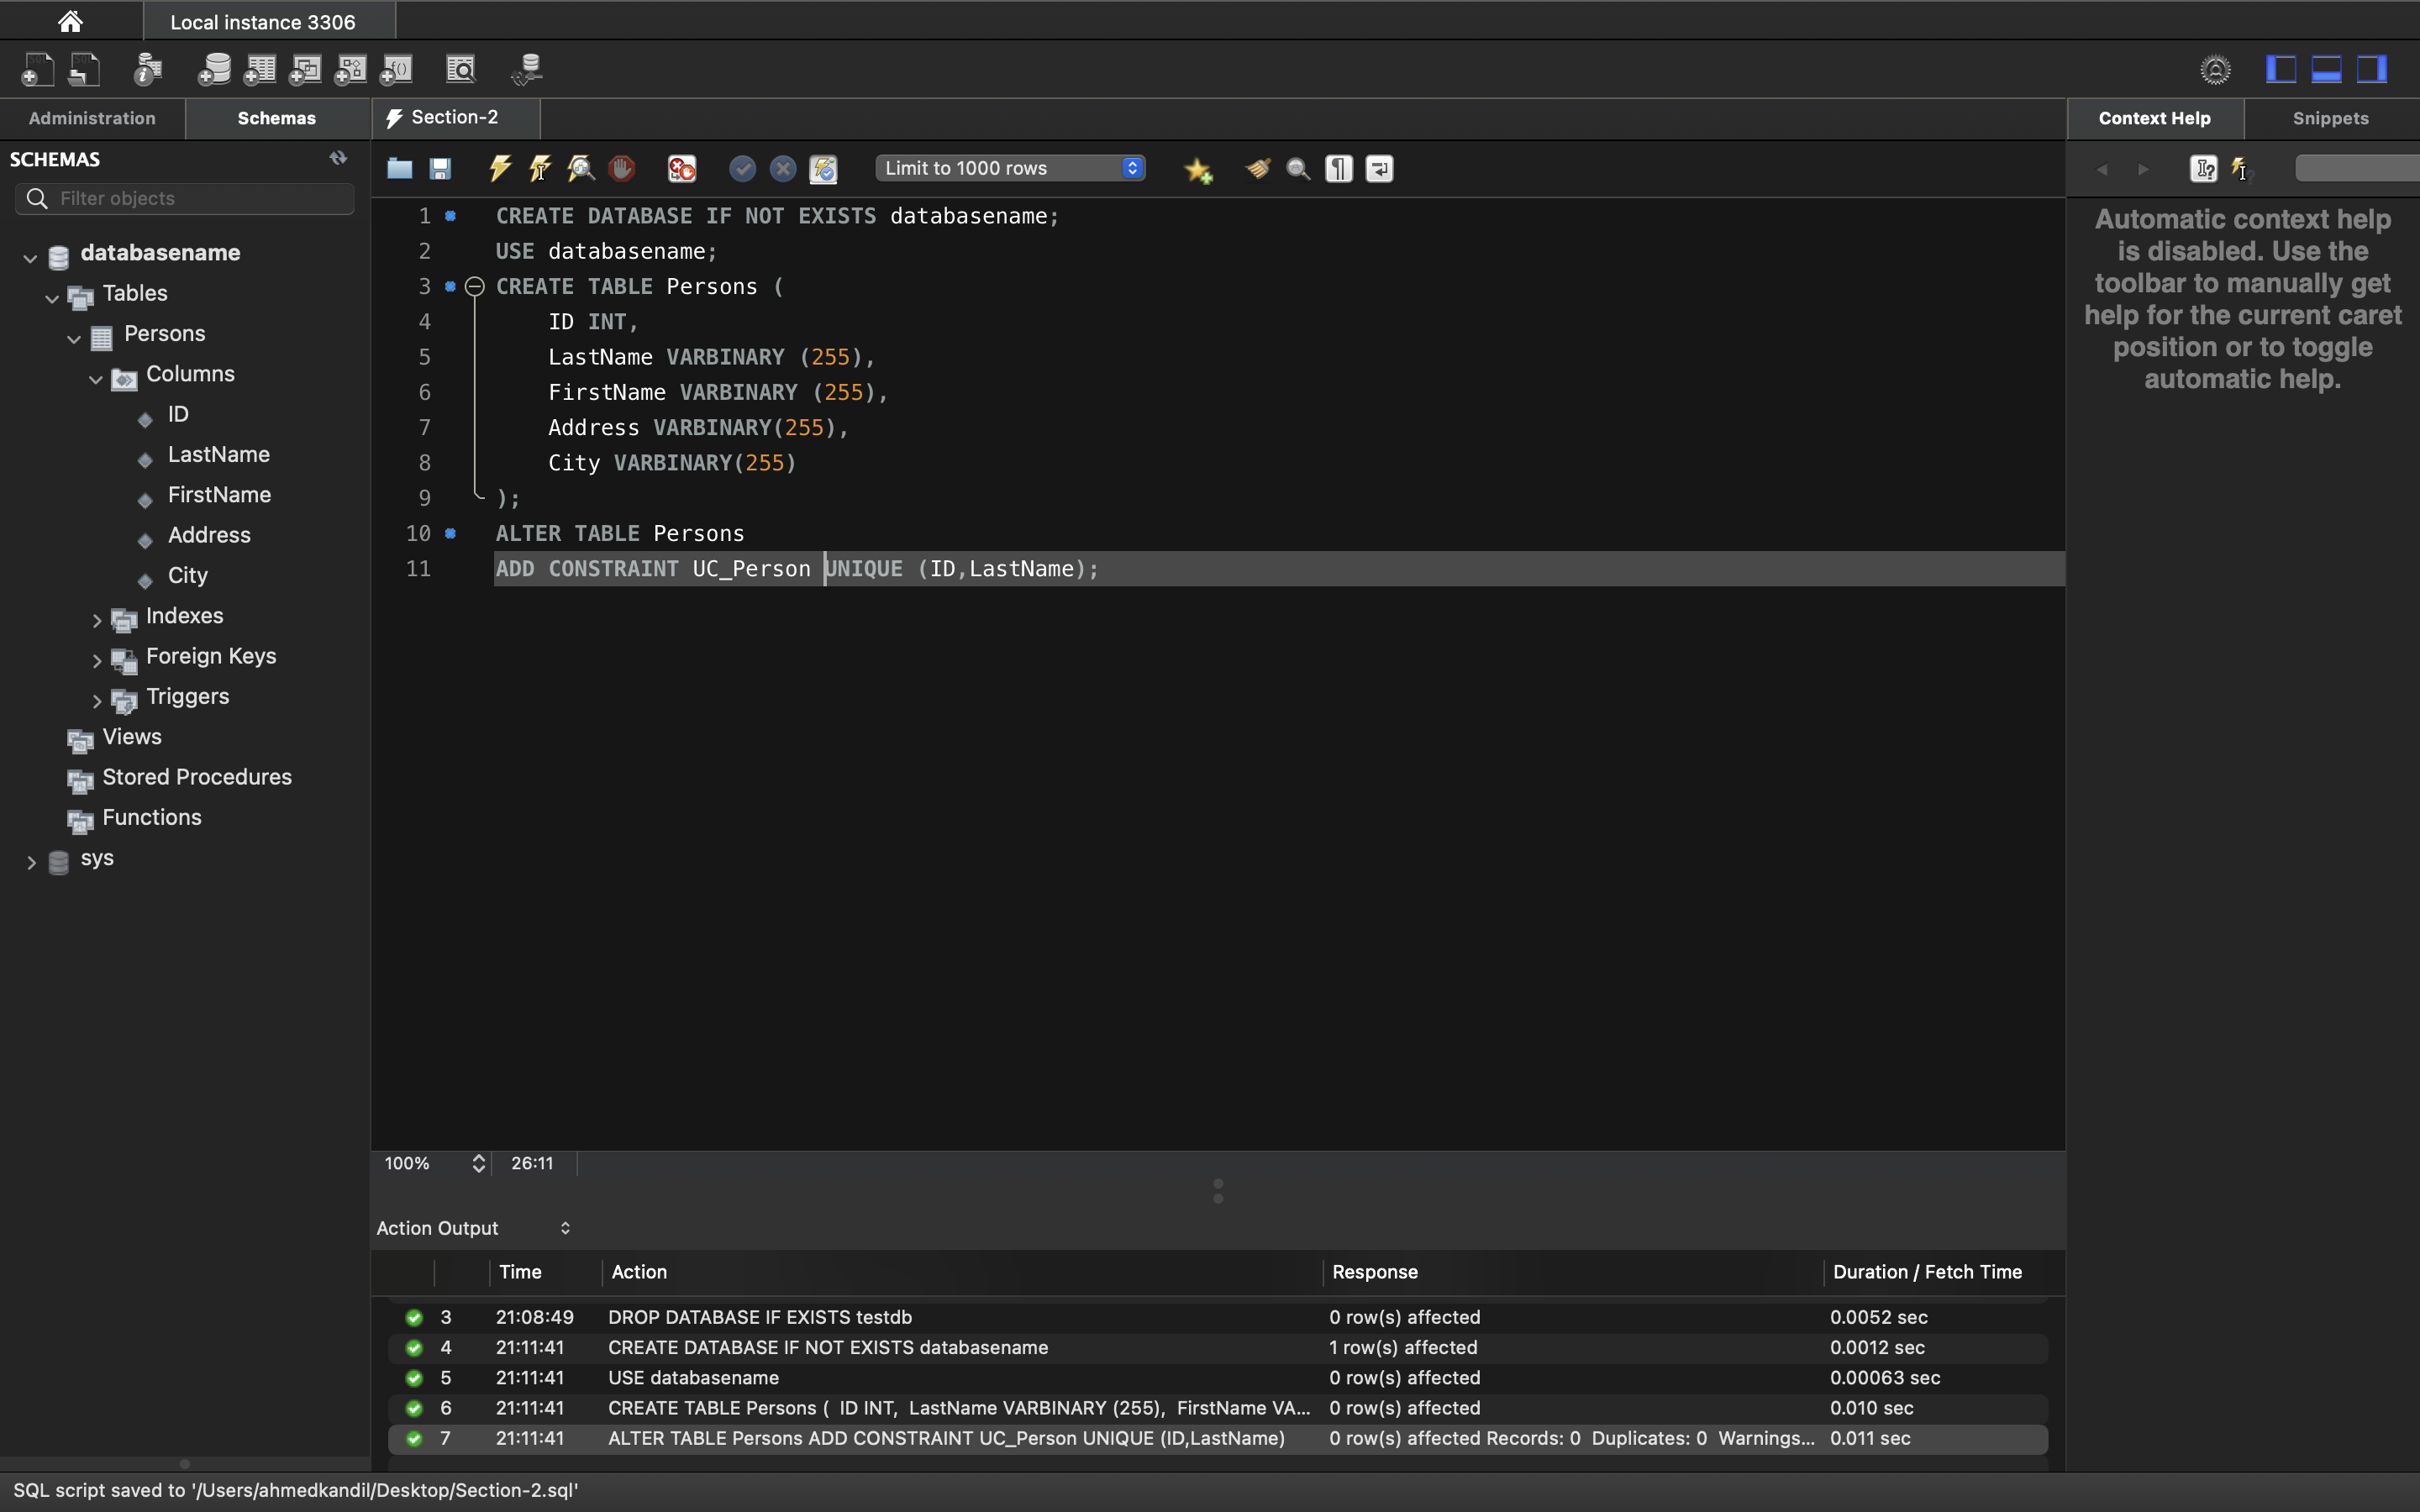 Local instance 3306
Administration
Schemas
Section-2
Context Help
Snippets
SCHEMAS
Filter objects
databasename
Tables
Persons
Columns
ID
LastName
FirstName
Address
City
Indexes
Foreign Keys
Triggers
Views
Stored Procedures
Functions
sys
Limit to 1000 rows
1 CREATE DATABASE IF NOT EXISTS databasename;
2 USE databasename;
3 CREATE TABLE Persons (
4 ID INT,
5 LastName VARBINARY (255),
6 FirstName VARBINARY (255),
7 Address VARBINARY(255),
8 City VARBINARY(255)
9 );
10 ALTER TABLE Persons
11 ADD CONSTRAINT UC_Person UNIQUE (ID,LastName);
Automatic context help
is disabled. Use the
toolbar to manually get
help for the current caret
position or to toggle
automatic help.
100% 26:11
Action Output
Time Action Response Duration / Fetch Time
3 21:08:49 DROP DATABASE IF EXISTS testdb 0 row(s) affected 0.0052 sec
4 21:11:41 CREATE DATABASE IF NOT EXISTS databasename 1 row(s) affected 0.0012 sec
5 21:11:41 USE databasename 0 row(s) affected 0.00063 sec
6 21:11:41 CREATE TABLE Persons ( ID INT, LastName VARBINARY (255), FirstName VA... 0 row(s) affected 0.010 sec
7 21:11:41 ALTER TABLE Persons ADD CONSTRAINT UC_Person UNIQUE (ID,LastName) 0 row(s) affected Records: 0 Duplicates: 0 Warnings... 0.011 sec
SQL script saved to '/Users/ahmedkandil/Desktop/Section-2.sql'